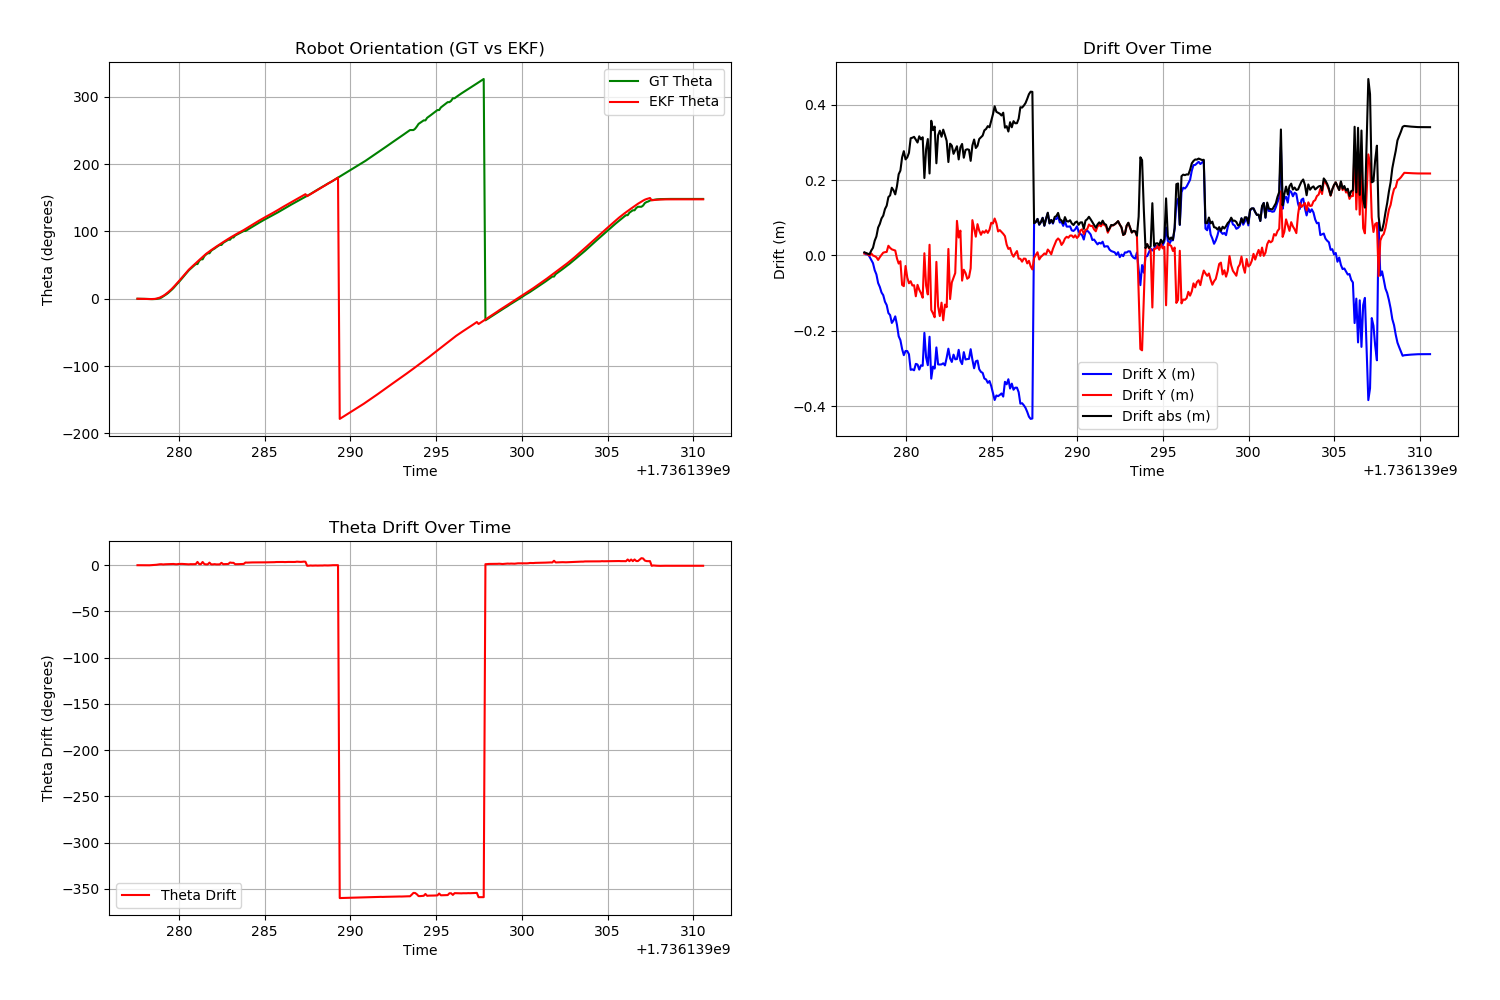 Robot Orientation (GT vs EKF)
GT Theta
EKF Theta
Theta (degrees)
300
200
100
0
−100
−200
280 285 290 295 300 305 310
Time
+1.736139e9
Drift Over Time
Drift (m)
0.4
0.2
0.0
−0.2
−0.4
Drift X (m)
Drift Y (m)
Drift abs (m)
280 285 290 295 300 305 310
Time
+1.736139e9
Theta Drift Over Time
Theta Drift (degrees)
0
−50
−100
−150
−200
−250
−300
−350
Theta Drift
280 285 290 295 300 305 310
Time
+1.736139e9